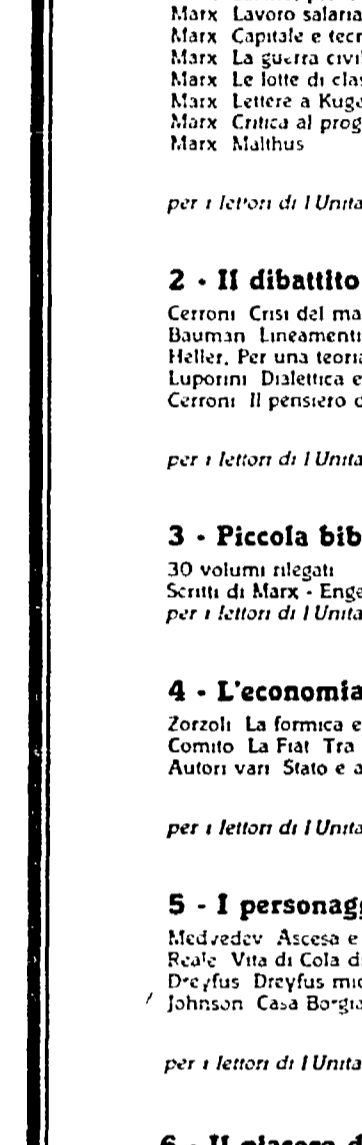 Marx Lavoro salaria
Marx Capitale e tecn
Marx La guerra civil
Marx Le lotte di clas
Marx Lettere a Kuge
Marx Critica al prog
Marx Malthus
per i lettori di l Unita
2 - Il dibattito
Cerroni Crisi del ma
Bauman Lineamenti
Heller, Per una teoria
Luporini Dialettica e
Cerroni Il pensiero d
per i lettori di l Unita
3 - Piccola bib
30 volumi rilegati
Scritti di Marx - Enge
per i lettori di l Unita
4 - L'economia
Zorzoli La formica e
Comito La Fiat Tra
Autori vari Stato e a
per i lettori di l Unita
5 - I personagg
Medvedev Ascesa e
Reale Vita di Cola d
Dreyfus Dreyfus mio
Johnson Casa Borgia
per i lettori di l Unita
6 - Il piacere d